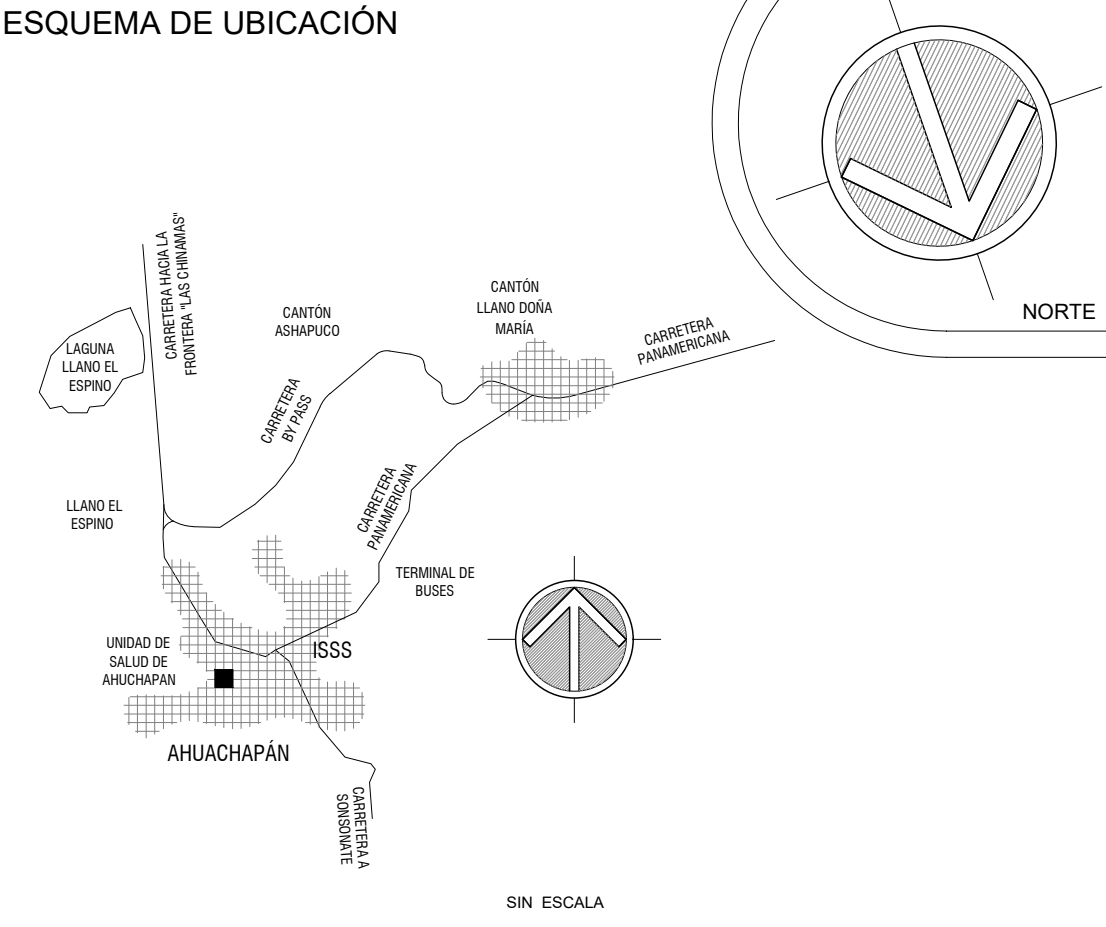 ESQUEMA DE UBICACIÓN
NORTE
CARRETERA HACIA LA
FRONTERA "LAS CHINAMAS"
LAGUNA
LLANO EL
ESPINO
CANTÓN
ASHAPUCO
CANTÓN
LLANO DOÑA
MARÍA
CARRETERA
PANAMERICANA
CARRETERA
BY PASS
CARRETERA
PANAMERICANA
LLANO EL
ESPINO
TERMINAL DE
BUSES
UNIDAD DE
SALUD DE
AHUCHAPAN
ISSS
AHUACHAPÁN
CARRETERA A
SONSONATE
SIN ESCALA